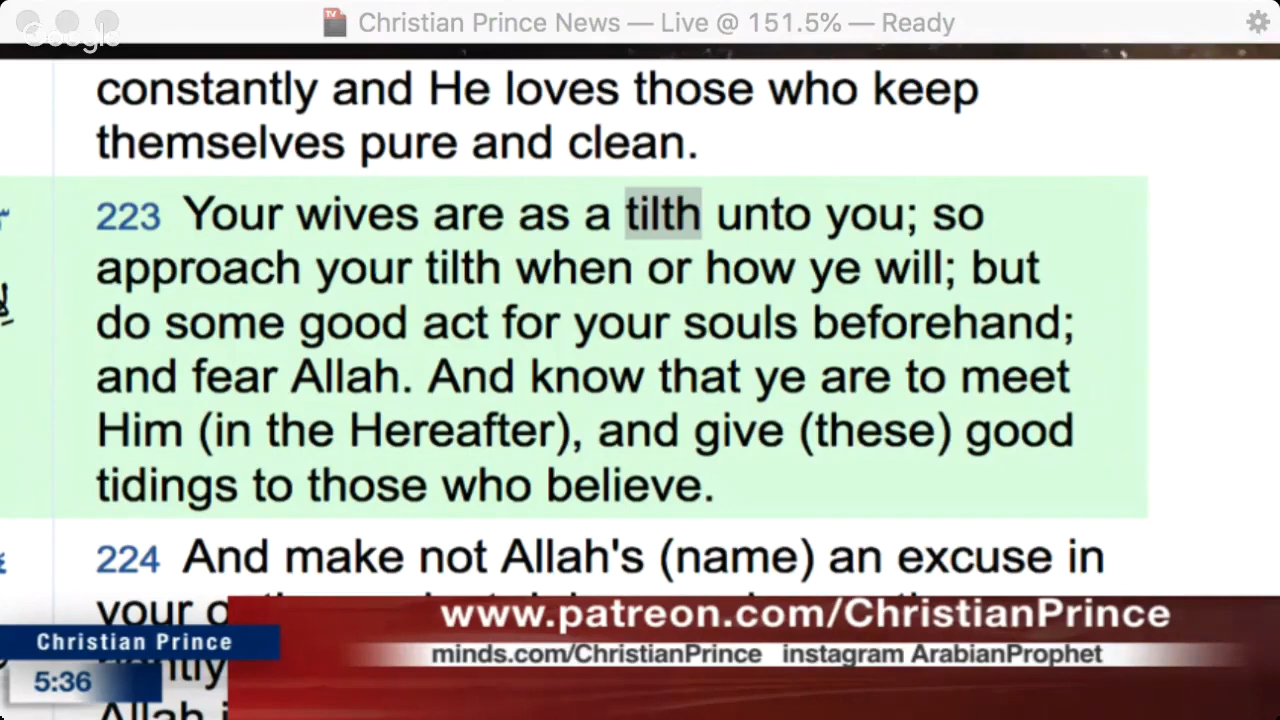 Christian Prince News — Live @ 151.5% — Ready
Google
constantly and He loves those who keep
themselves pure and clean.
223 Your wives are as a tilth unto you; so
approach your tilth when or how ye will; but
do some good act for your souls beforehand;
and fear Allah. And know that ye are to meet
Him (in the Hereafter), and give (these) good
tidings to those who believe.
224 And make not Allah's (name) an excuse in
your
www.patreon.com/ChristianPrince
Christian Prince
minds.com/ChristianPrince instagram ArabianProphet
5:36
Allah